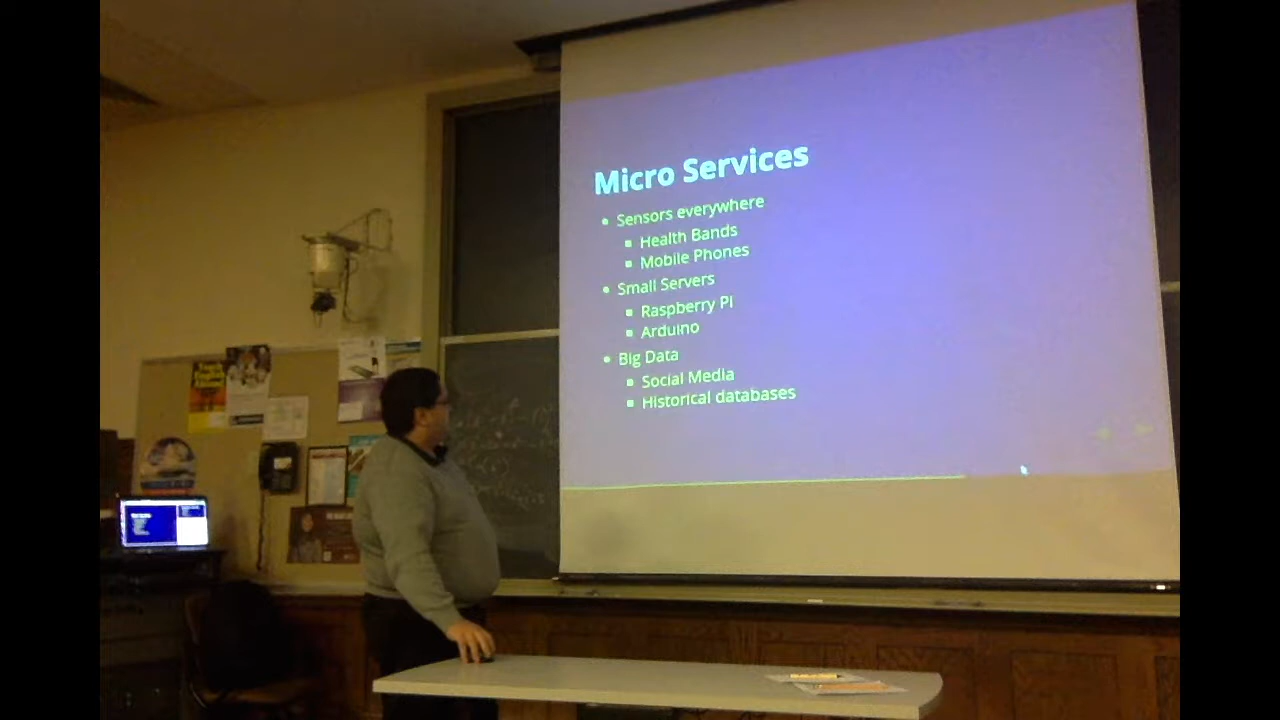 Micro Services
• Sensors everywhere
▪ Health Bands
▪ Mobile Phones
• Small Servers
▪ Raspberry Pi
▪ Arduino
• Big Data
▪ Social Media
▪ Historical databases